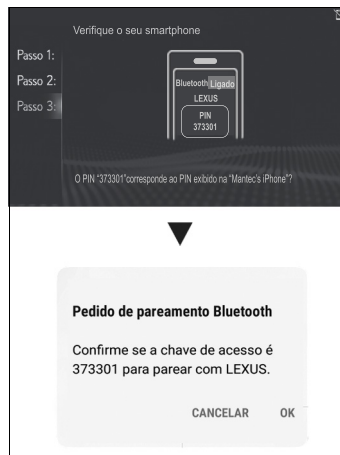 Verifique o seu smartphone
Passo 1:
Passo 2:
Passo 3:
Bluetooth Ligado
LEXUS
PIN
373301
O PIN "373301"corresponde ao PIN exibido na "Mantec's iPhone"?
Pedido de pareamento Bluetooth
Confirme se a chave de acesso é
373301 para parear com LEXUS.
CANCELAR OK